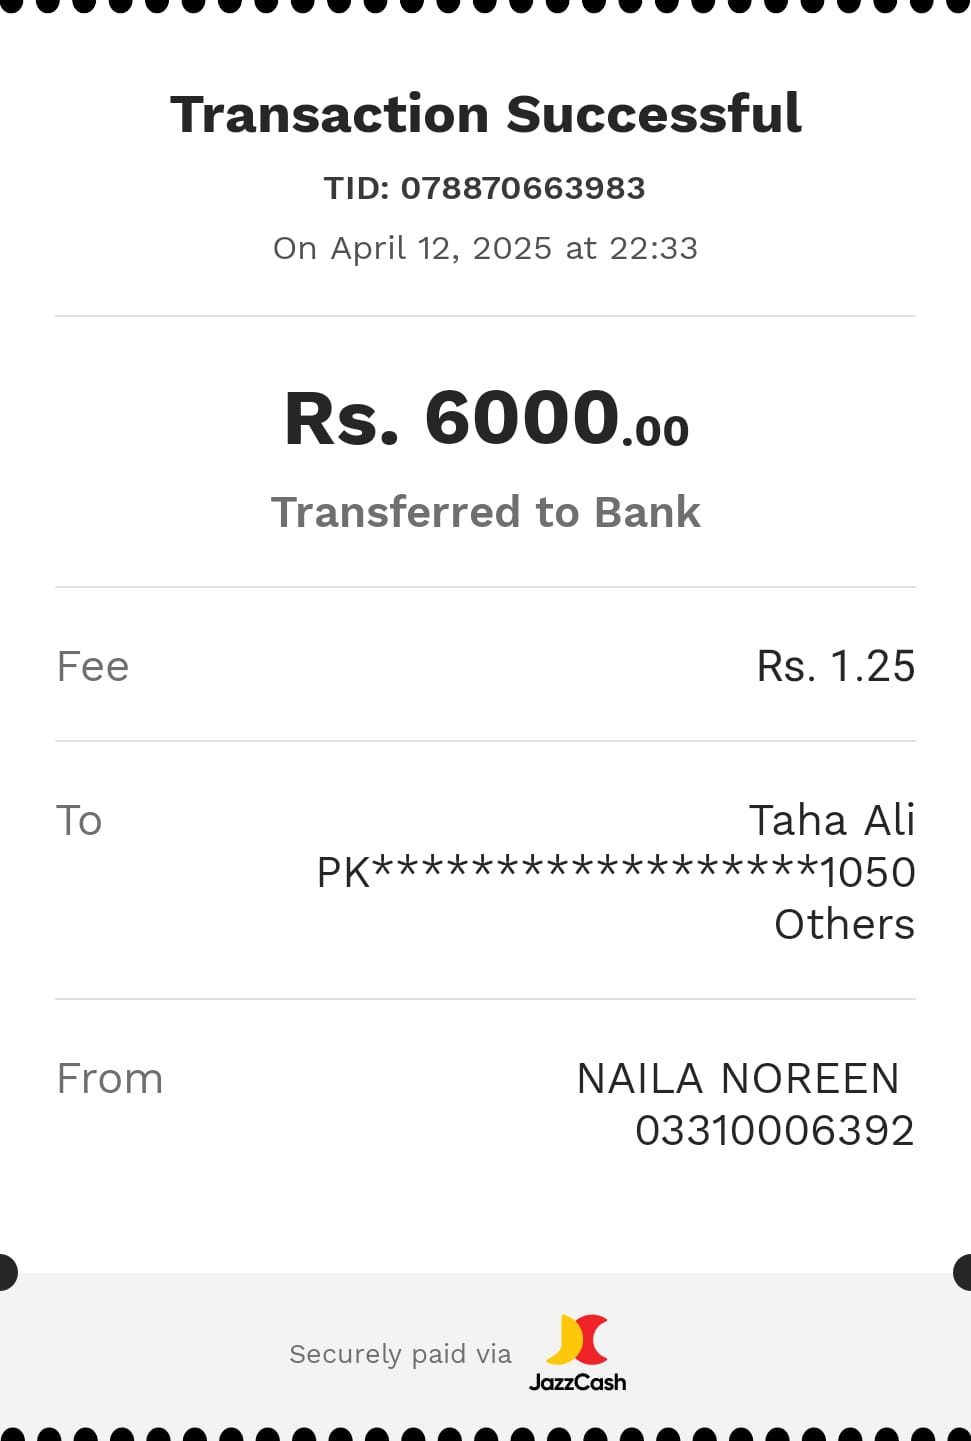 Transaction Successful
TID: 078870663983
On April 12, 2025 at 22:33
Rs. 6000.00
Transferred to Bank
Fee Rs. 1.25
To Taha Ali
PK******************1050
Others
From NAILA NOREEN
03310006392
Securely paid via
JazzCash